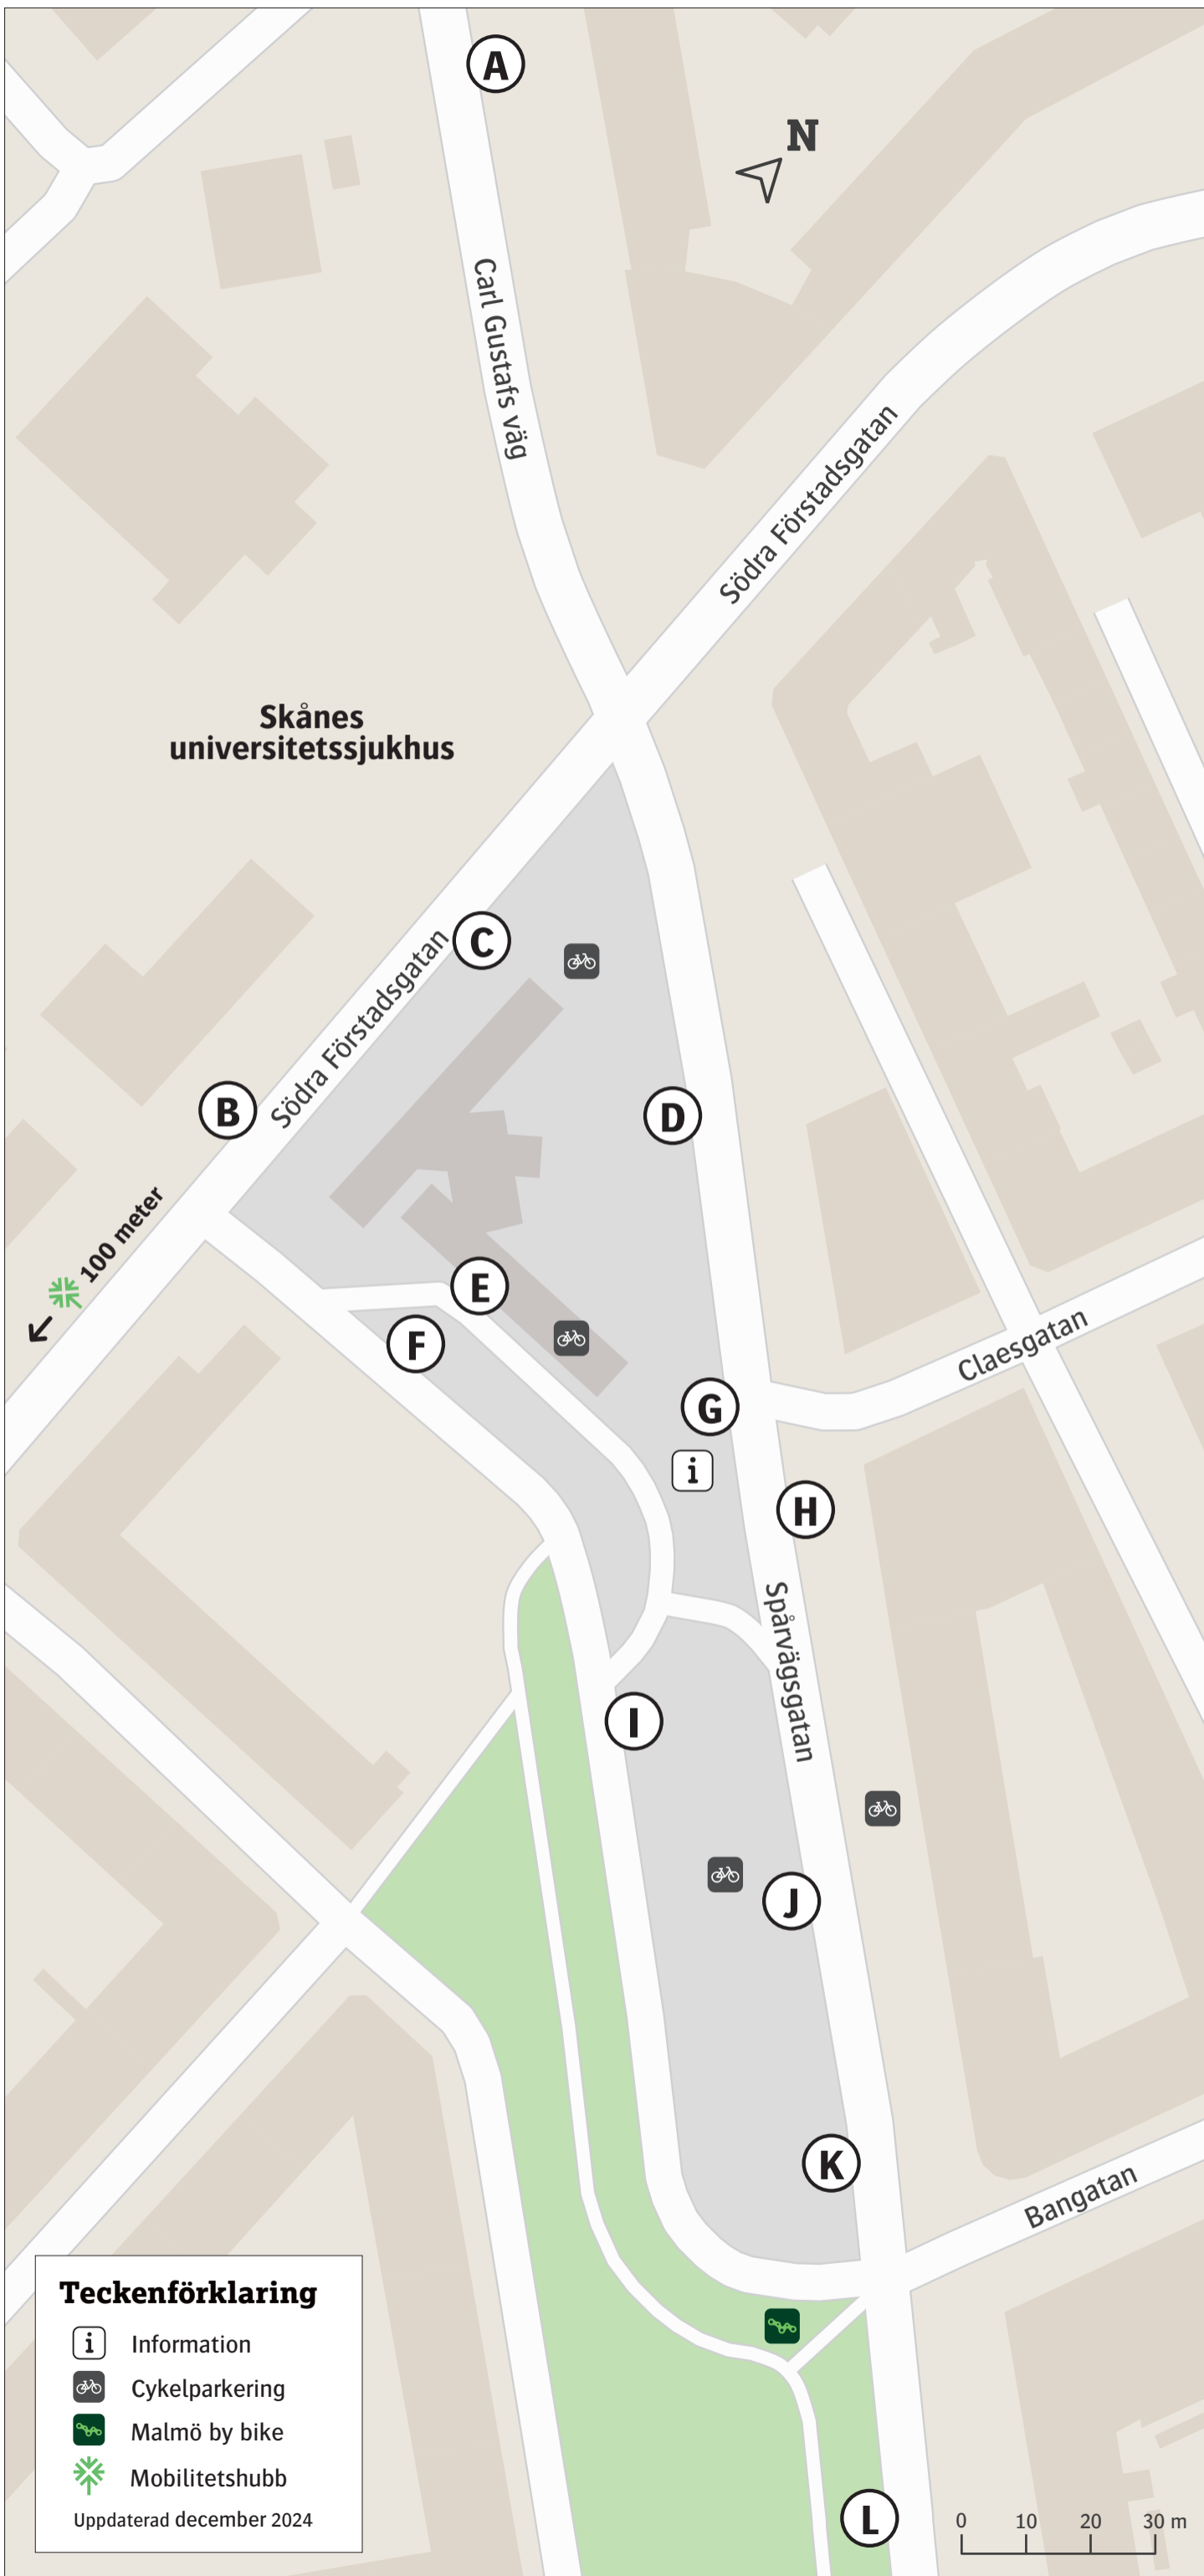 A
N
Carl Gustafs väg
Södra Förstadsgatan
Skånes
universitetssjukhus
C
Södra Förstadsgatan
B
D
100 meter
E
F
Claesgatan
G
i
H
Spårvägsgatan
I
J
K
Bangatan
Teckenförklaring
i Information
Cykelparkering
Malmö by bike
Mobilitetshubb
Uppdaterad december 2024
L
0 10 20 30 m